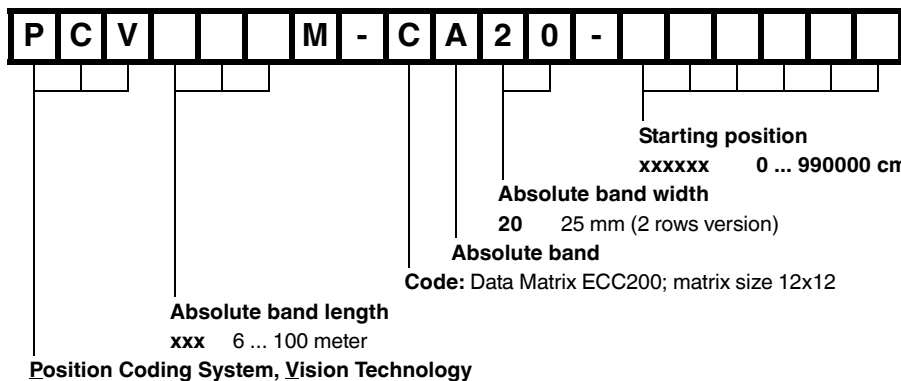 P C V M - C A 2 0 -
Starting position
xxxxxx 0 ... 990000 cm
Absolute band width
20 25 mm (2 rows version)
Absolute band
Code: Data Matrix ECC200; matrix size 12x12
Absolute band length
xxx 6 ... 100 meter
Position Coding System, Vision Technology